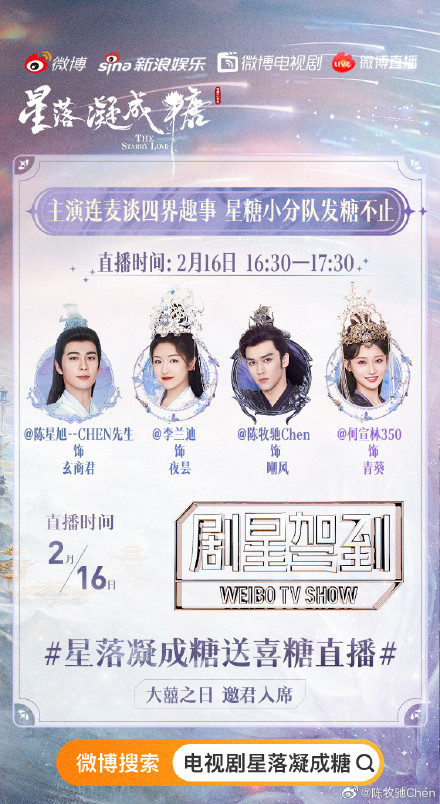 微博 sina 新浪娱乐 微博电视剧 LIVE 微博直播
星落凝成糖
THE
STARRY LOVE
主演连麦谈四界趣事 星糖小分队发糖不止
直播时间: 2月16日 16:30—17:30
@陈星旭--CHEN先生 @李兰迪 @陈牧驰Chen @何宣林350
饰 饰 饰 饰
玄商君 夜昙 嘲风 青葵
直播时间
2月/16日
剧星驾到
WEIBO TV SHOW
#星落凝成糖送喜糖直播#
大囍之日 邀君入席
微博搜索 电视剧星落凝成糖
@陈牧驰Chen